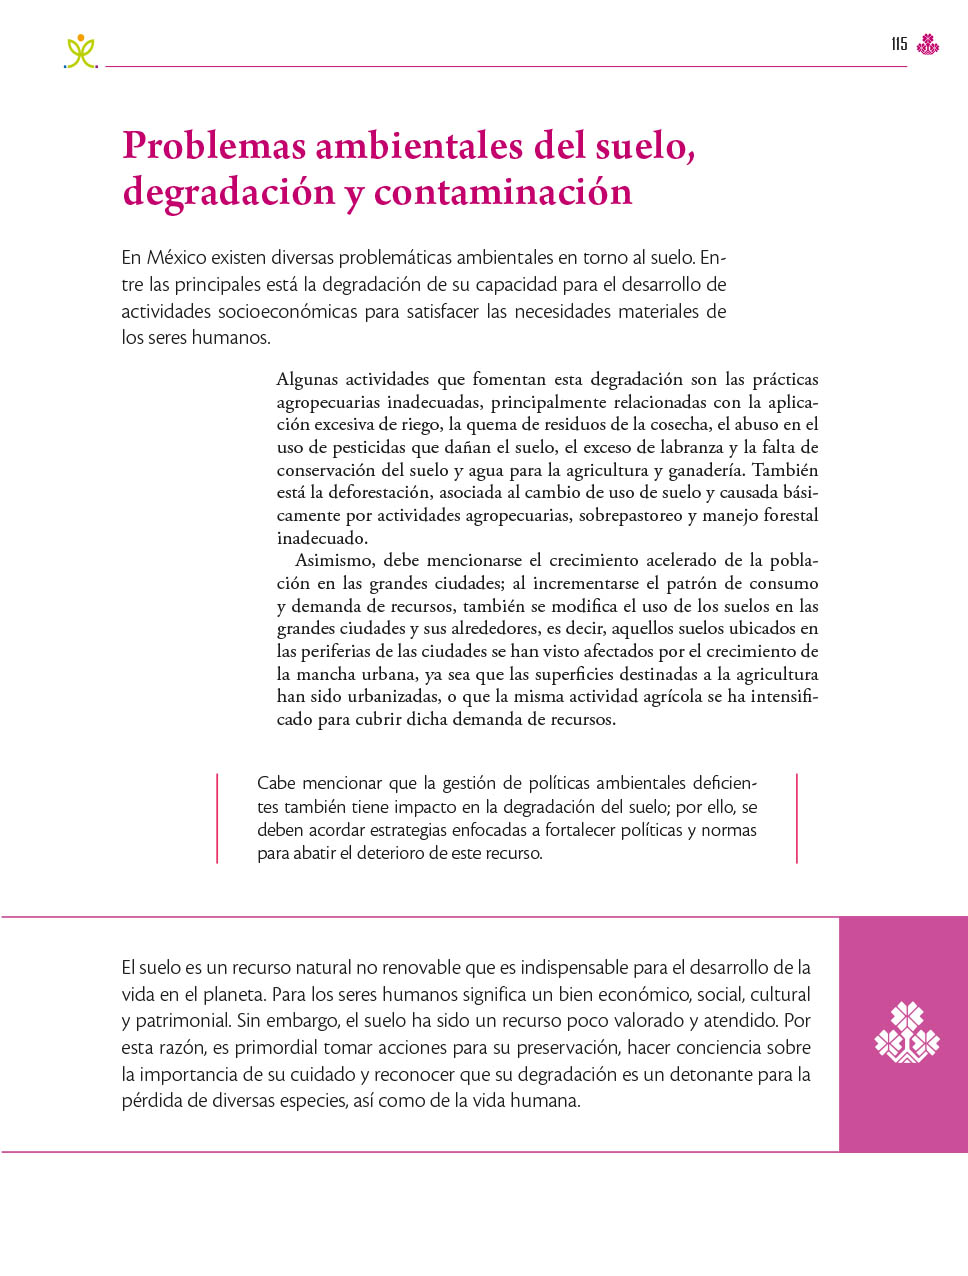 115
Problemas ambientales del suelo,
degradación y contaminación
En México existen diversas problemáticas ambientales en torno al suelo. En-
tre las principales está la degradación de su capacidad para el desarrollo de
actividades socioeconómicas para satisfacer las necesidades materiales de
los seres humanos.
Algunas actividades que fomentan esta degradación son las prácticas
agropecuarias inadecuadas, principalmente relacionadas con la aplica-
ción excesiva de riego, la quema de residuos de la cosecha, el abuso en el
uso de pesticidas que dañan el suelo, el exceso de labranza y la falta de
conservación del suelo y agua para la agricultura y ganadería. También
está la deforestación, asociada al cambio de uso de suelo y causada bási-
camente por actividades agropecuarias, sobrepastoreo y manejo forestal
inadecuado.
Asimismo, debe mencionarse el crecimiento acelerado de la pobla-
ción en las grandes ciudades; al incrementarse el patrón de consumo
y demanda de recursos, también se modifica el uso de los suelos en las
grandes ciudades y sus alrededores, es decir, aquellos suelos ubicados en
las periferias de las ciudades se han visto afectados por el crecimiento de
la mancha urbana, ya sea que las superficies destinadas a la agricultura
han sido urbanizadas, o que la misma actividad agrícola se ha intensifi-
cado para cubrir dicha demanda de recursos.
Cabe mencionar que la gestión de políticas ambientales deficien-
tes también tiene impacto en la degradación del suelo; por ello, se
deben acordar estrategias enfocadas a fortalecer políticas y normas
para abatir el deterioro de este recurso.
El suelo es un recurso natural no renovable que es indispensable para el desarrollo de la
vida en el planeta. Para los seres humanos significa un bien económico, social, cultural
y patrimonial. Sin embargo, el suelo ha sido un recurso poco valorado y atendido. Por
esta razón, es primordial tomar acciones para su preservación, hacer conciencia sobre
la importancia de su cuidado y reconocer que su degradación es un detonante para la
pérdida de diversas especies, así como de la vida humana.